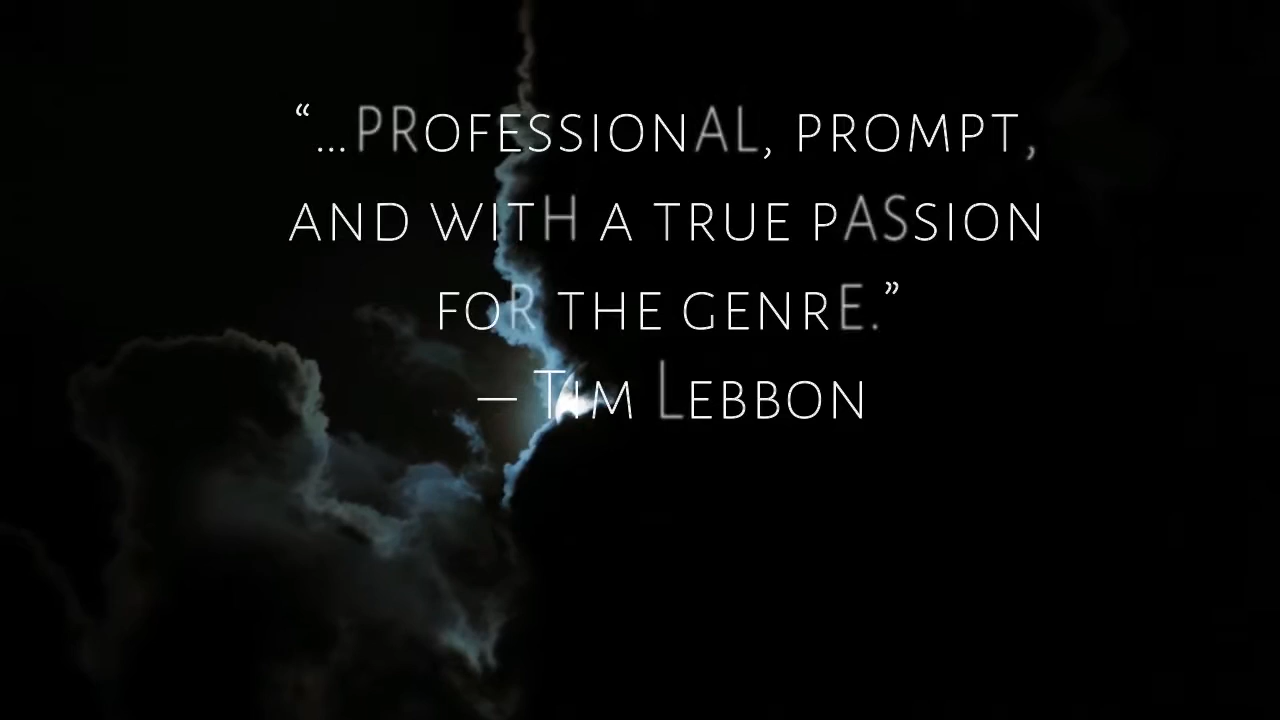 “...PROFESSIONAL, PROMPT,
AND WITH A TRUE PASSION
FOR THE GENRE.”
– TIM LEBBON